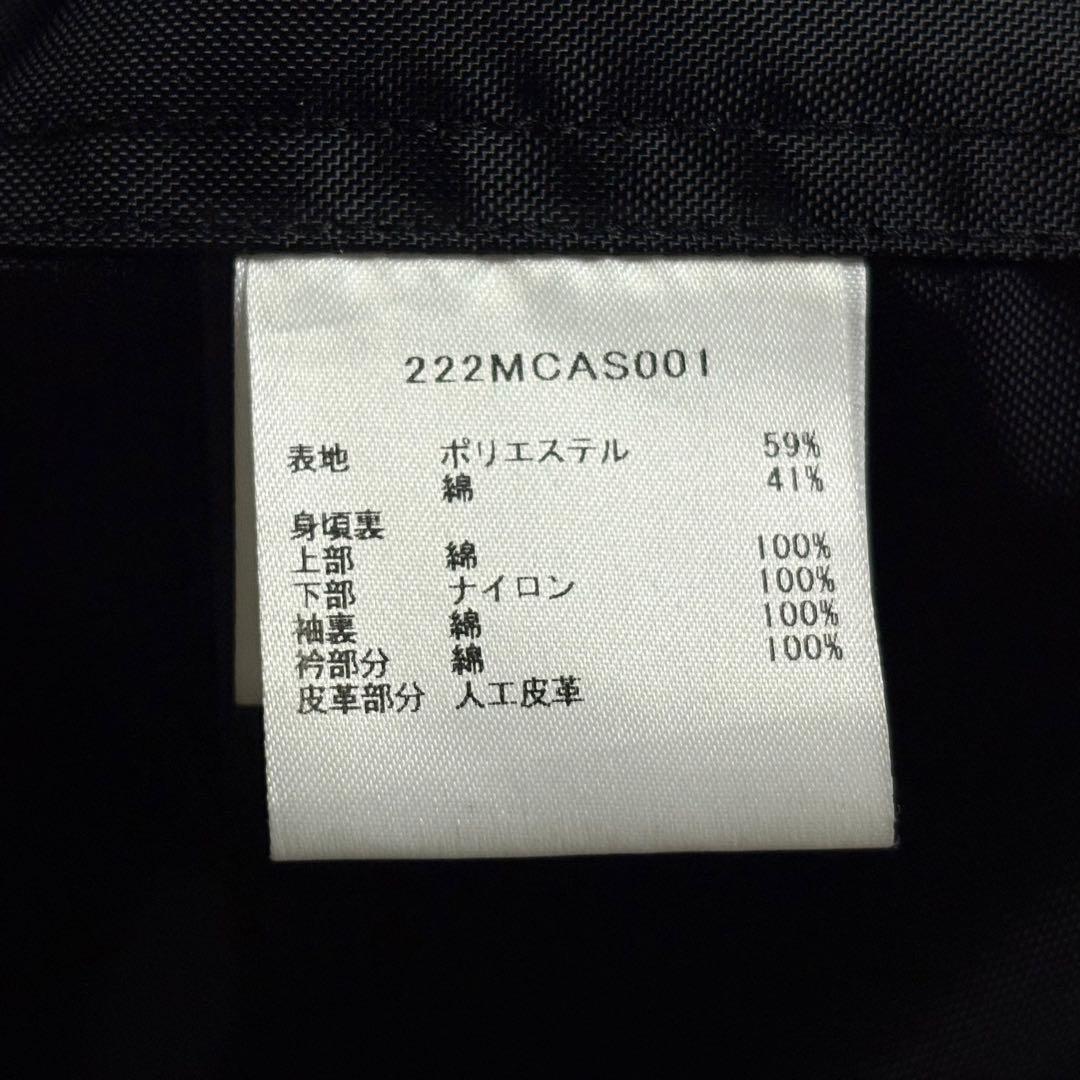 222MCAS001
表地 ポリエステル 59%
綿 41%
身頃裏
上部 綿 100%
下部 ナイロン 100%
袖裏 綿 100%
衿部分 綿 100%
皮革部分 人工皮革